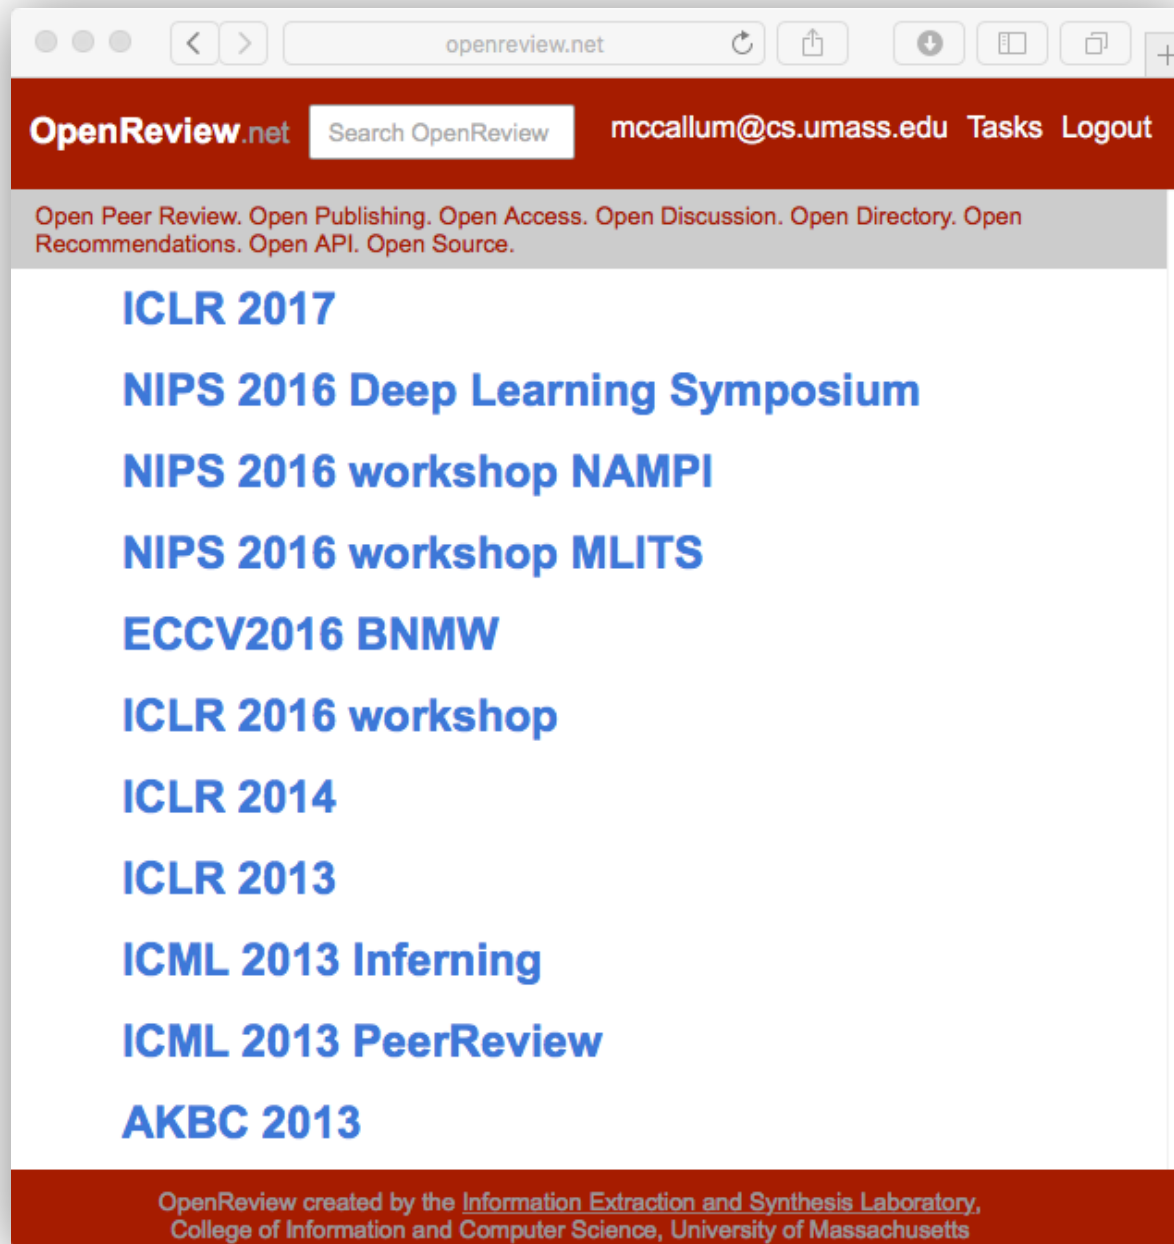 openreview.net
OpenReview.net Search OpenReview mccallum@cs.umass.edu Tasks Logout
Open Peer Review. Open Publishing. Open Access. Open Discussion. Open Directory. Open
Recommendations. Open API. Open Source.
ICLR 2017
NIPS 2016 Deep Learning Symposium
NIPS 2016 workshop NAMPI
NIPS 2016 workshop MLITS
ECCV2016 BNMW
ICLR 2016 workshop
ICLR 2014
ICLR 2013
ICML 2013 Inferning
ICML 2013 PeerReview
AKBC 2013
OpenReview created by the Information Extraction and Synthesis Laboratory,
College of Information and Computer Science, University of Massachusetts